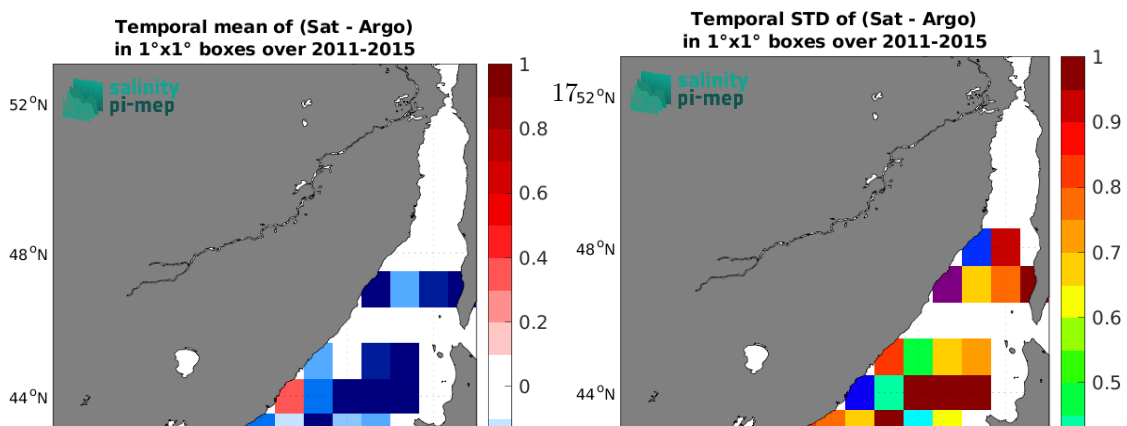 Temporal mean of (Sat - Argo)
in 1°x1° boxes over 2011-2015
salinity
pi-mep
52°N
48°N
44°N
1
0.8
0.6
0.4
0.2
0
17
Temporal STD of (Sat - Argo)
in 1°x1° boxes over 2011-2015
salinity
pi-mep
52°N
48°N
44°N
1
0.9
0.8
0.7
0.6
0.5